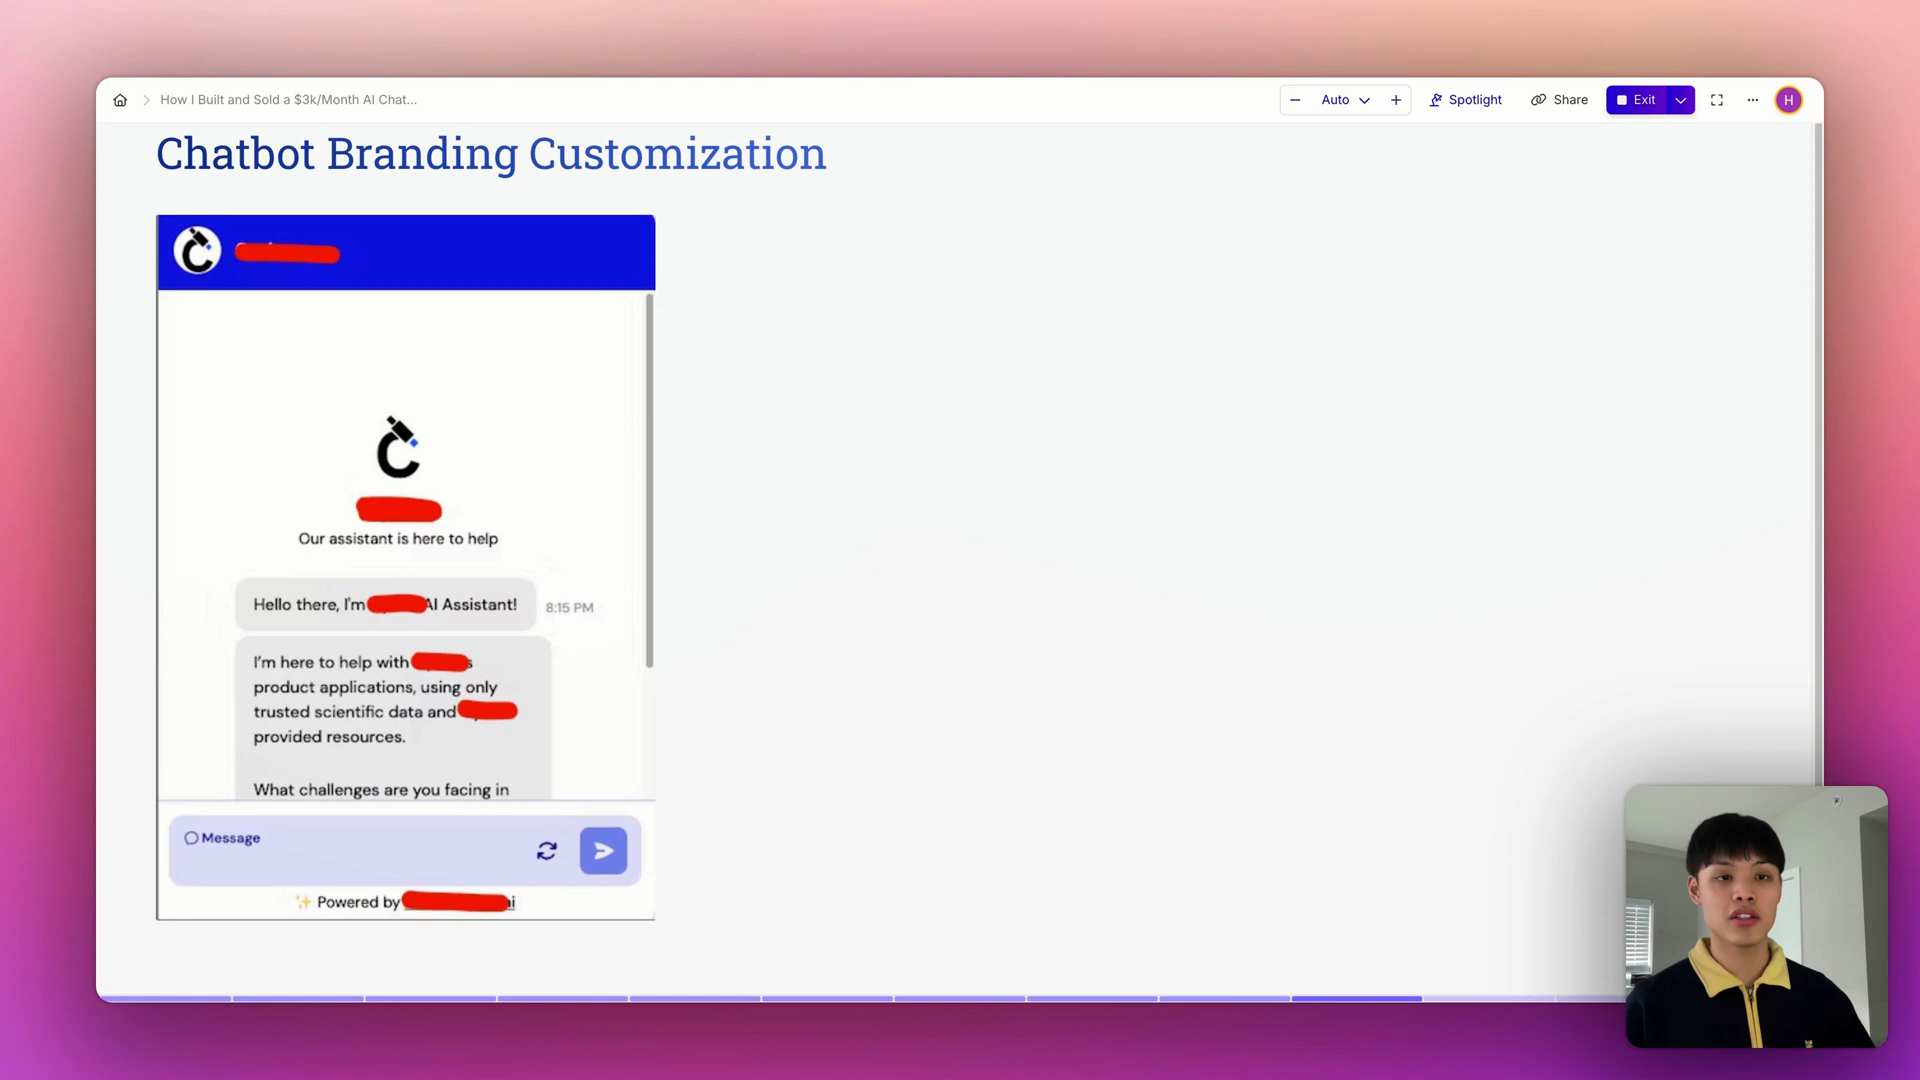 How I Built and Sold a $3k/Month AI Chat...
Auto
Spotlight
Share
Exit
H
Chatbot Branding Customization
Our assistant is here to help
Hello there, I'm AI Assistant!
8:15 PM
I'm here to help with s
product applications, using only
trusted scientific data and
provided resources.
What challenges are you facing in
Message
✨ Powered by ai